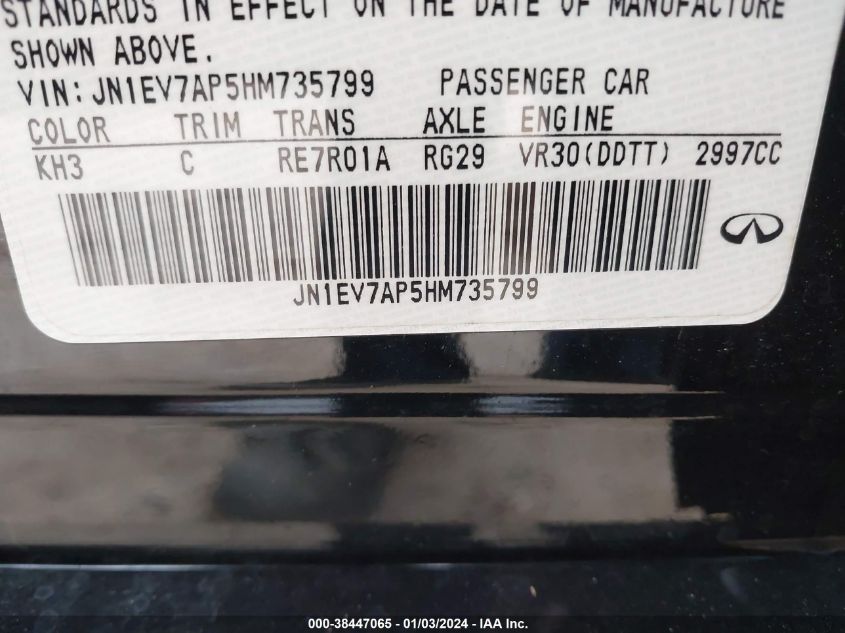 STANDARDS IN EFFECT ON THE DATE OF MANUFACTURE
SHOWN ABOVE.
VIN: JN1EV7AP5HM735799 PASSENGER CAR
COLOR TRIM TRANS AXLE ENGINE
KH3 C RE7R01A RG29 VR30(DDTT) 2997CC
JN1EV7AP5HM735799
000-38447065 - 01/03/2024 - IAA Inc.